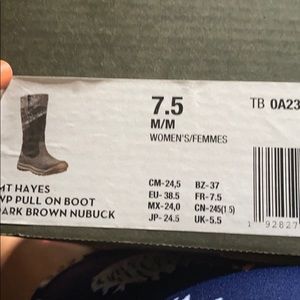 7.5
TB 0A23
M/M
WOMEN'S/FEMMES
MT HAYES
WP PULL ON BOOT
DARK BROWN NUBUCK
CM-24,5 BZ-37
EU- 38.5 FR-7.5
MX-24,0 CN-245(1.5)
JP-24.5 UK-5.5
1 92827